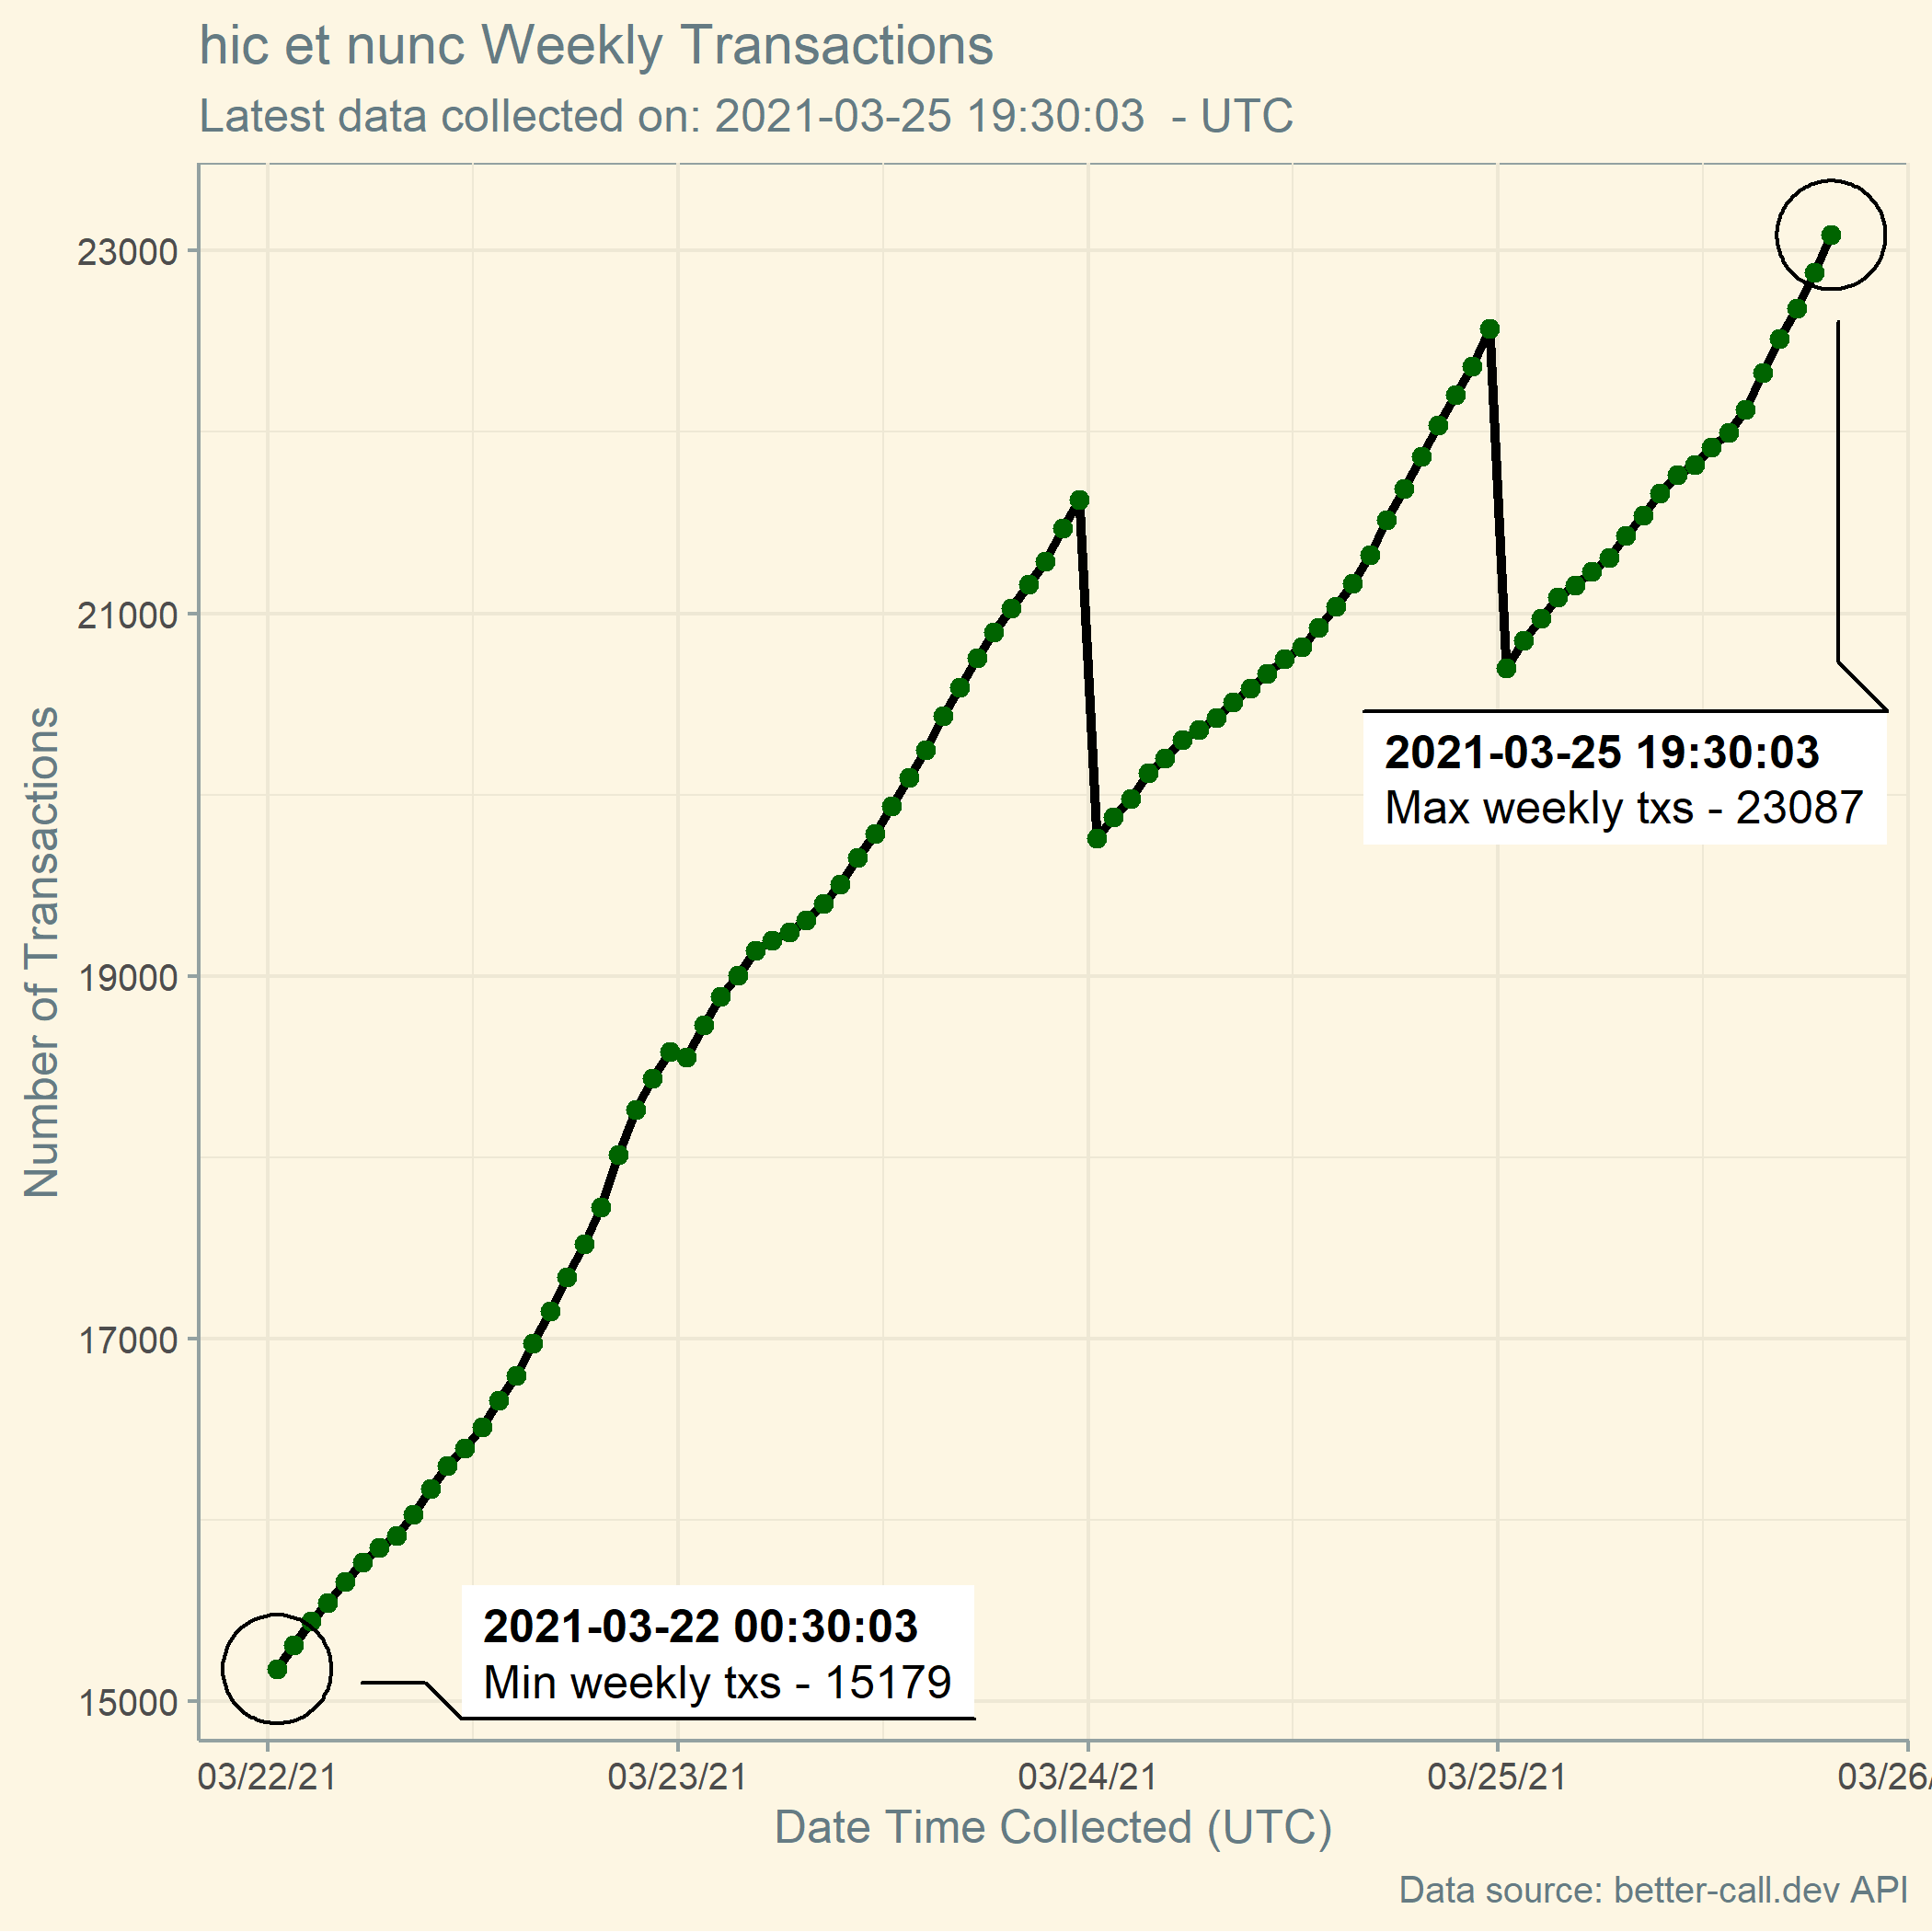 hic et nunc Weekly Transactions
Latest data collected on: 2021-03-25 19:30:03  - UTC
Number of Transactions
23000
21000
19000
17000
15000
2021-03-25 19:30:03
Max weekly txs - 23087
2021-03-22 00:30:03
Min weekly txs - 15179
03/22/21
03/23/21
03/24/21
03/25/21
03/26/
Date Time Collected (UTC)
Data source: better-call.dev API